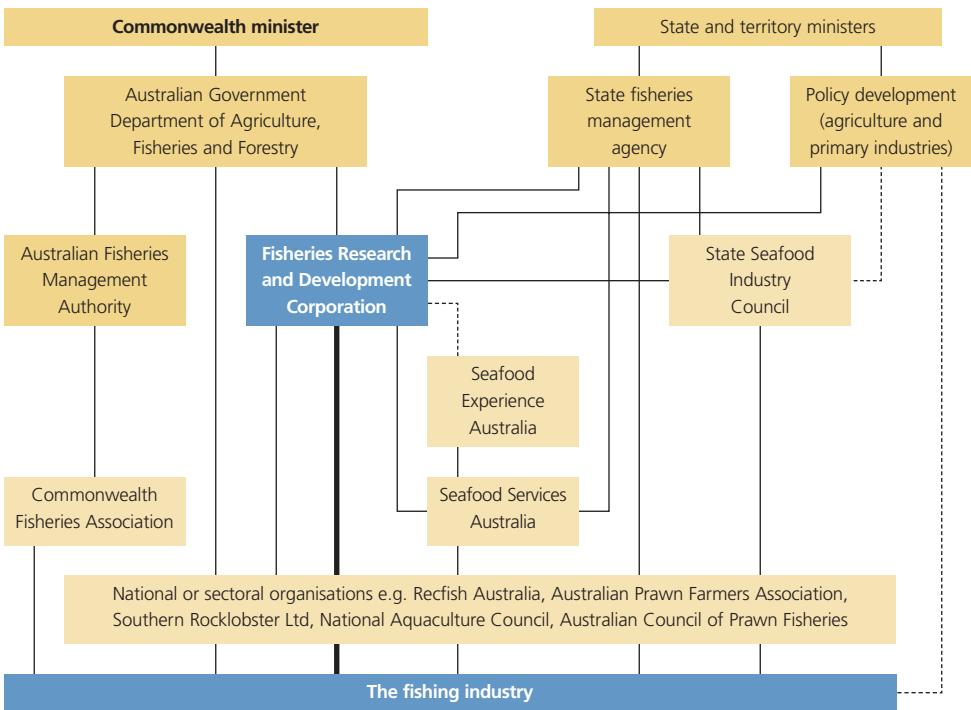 Commonwealth minister
State and territory ministers
Australian Government
Department of Agriculture,
Fisheries and Forestry
State fisheries
management
agency
Policy development
(agriculture and
primary industries)
Australian Fisheries
Management
Authority
Fisheries Research
and Development
Corporation
State Seafood
Industry
Council
Seafood
Experience
Australia
Commonwealth
Fisheries Association
Seafood Services
Australia
National or sectoral organisations e.g. Recfish Australia, Australian Prawn Farmers Association,
Southern Rocklobster Ltd, National Aquaculture Council, Australian Council of Prawn Fisheries
The fishing industry